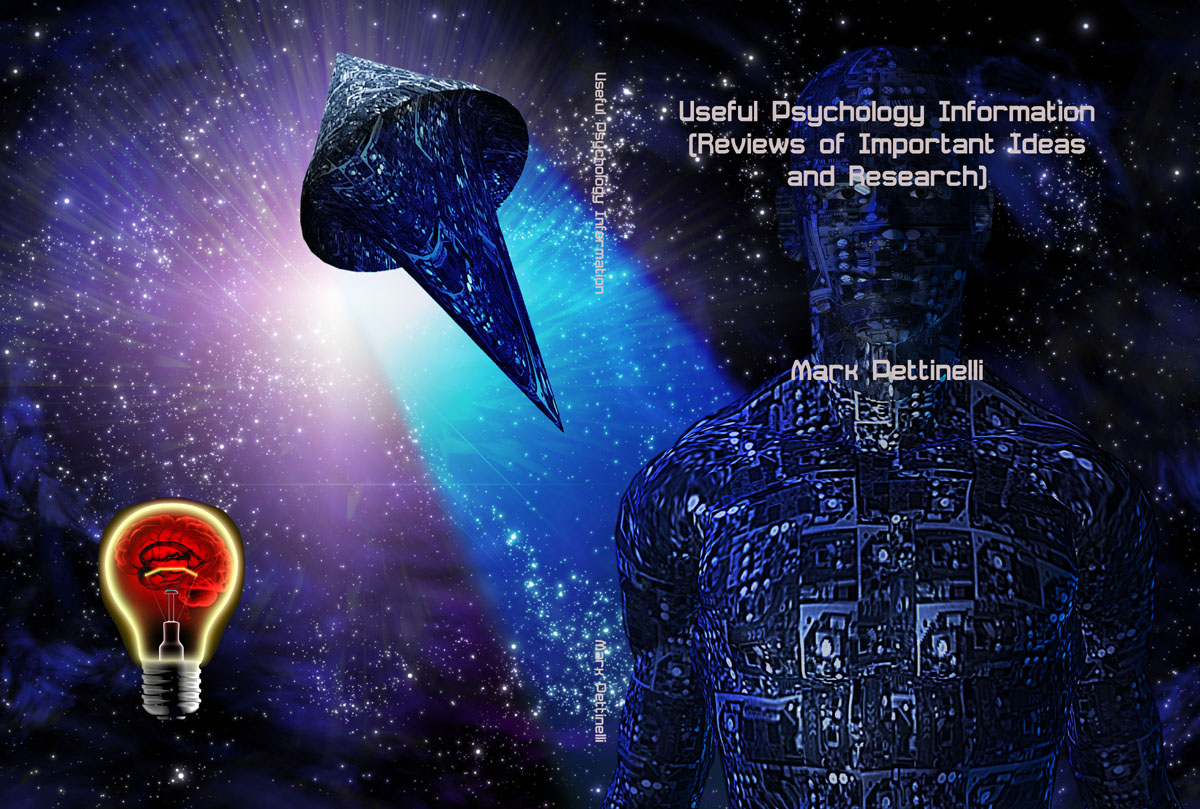 Useful Psychology Information
(Reviews of Important Ideas
and Research)
Mark Pettinelli
Useful Psychology Information
Mark Pettinelli